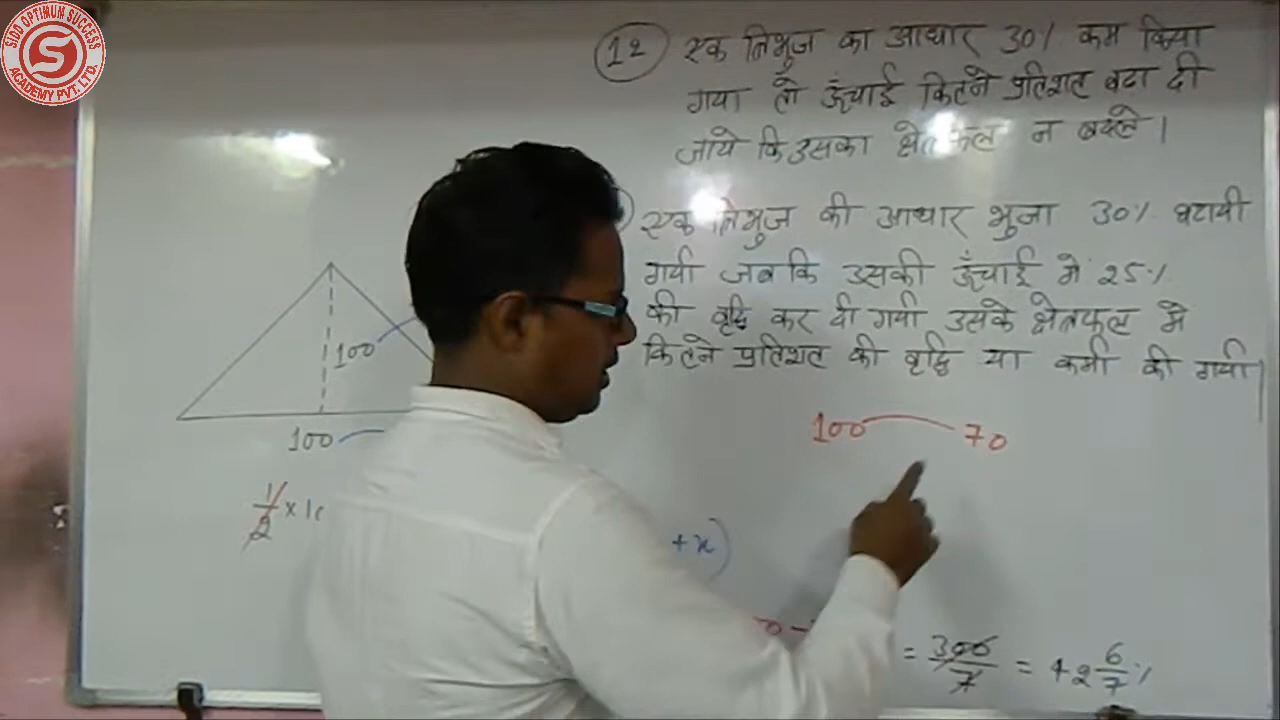 SIDD OPTIMUM SUCCESS
S
ACADEMY PVT. LTD.
12 एक त्रिभुज का आधार 30% कम किया
गया तो ऊँचाई कितने प्रतिशत बढा दी
जाये कि उसका क्षेत्रफल न बदले।
एक त्रिभुज की आधार भुजा 30% घटायी
गयी जबकि उसकी ऊँचाई में 25%
की वृद्धि कर दी गयी उसके क्षेत्रफल मे
कितने प्रतिशत की वृद्धि या कमी की गयी।
100
100
100 70
1/2 × 10
+x)
= 300/7 = 42 6/7 %